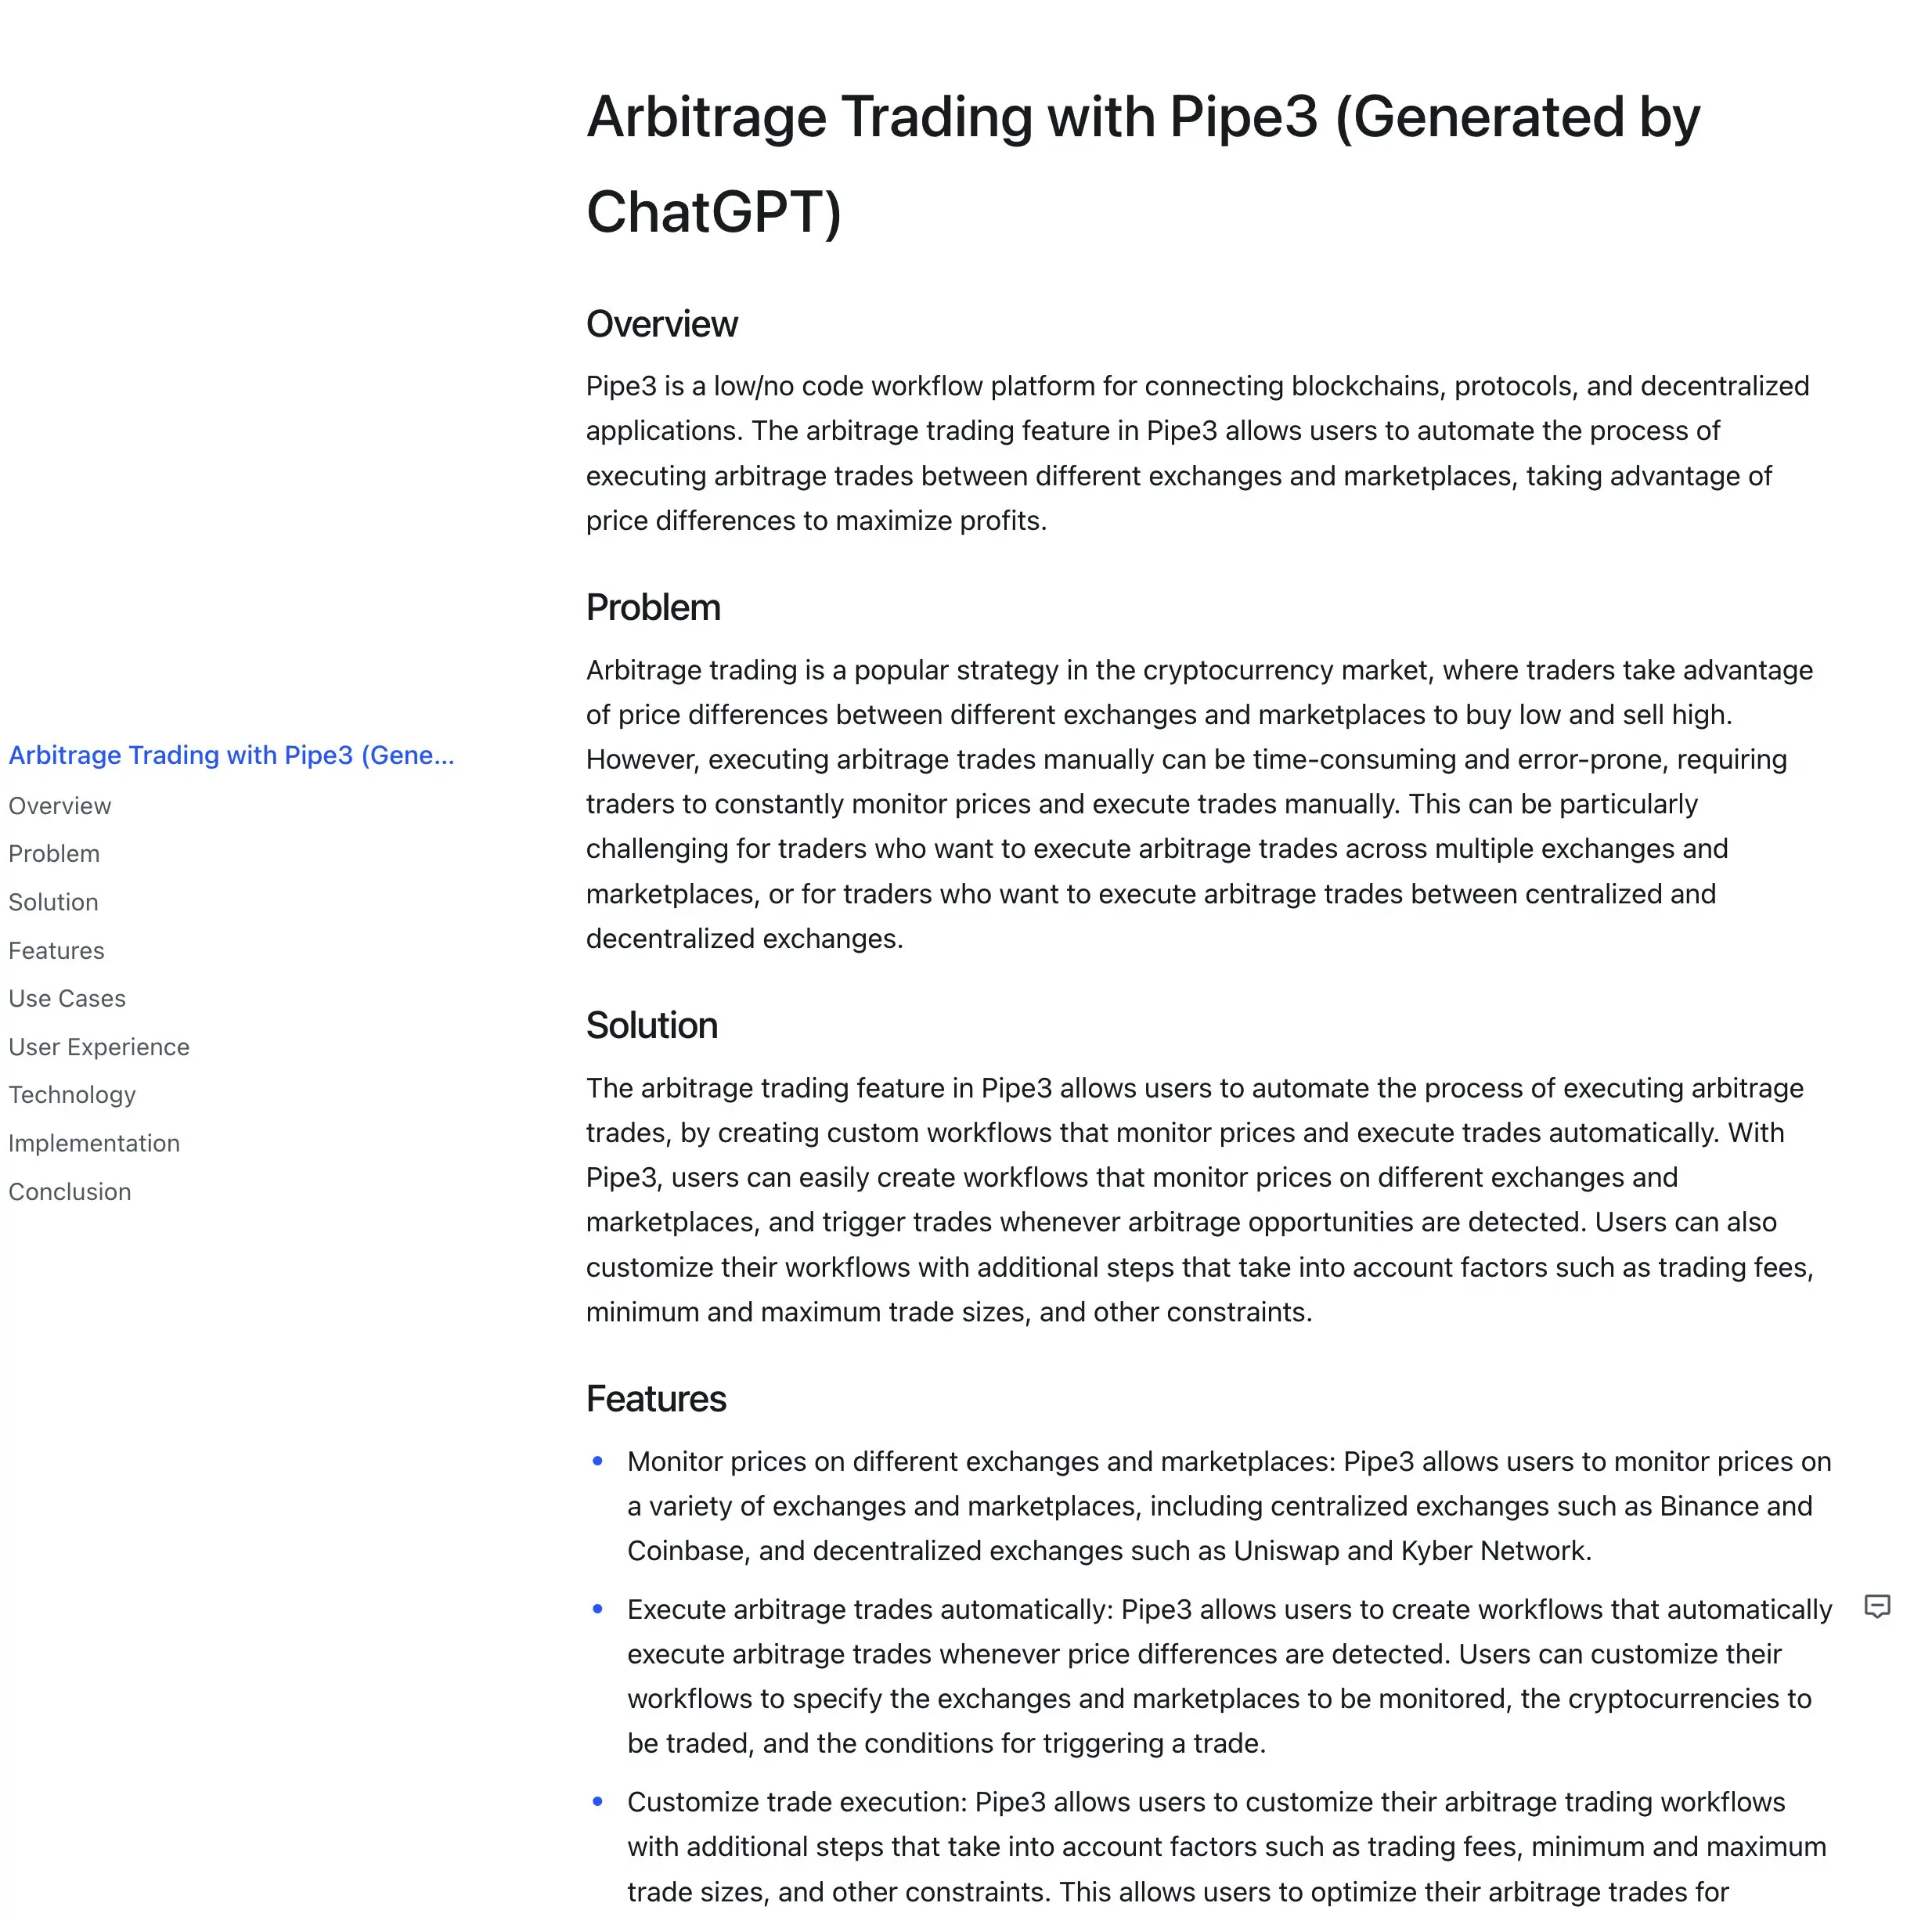 Arbitrage Trading with Pipe3 (Generated by
ChatGPT)
Overview
Pipe3 is a low/no code workflow platform for connecting blockchains, protocols, and decentralized
applications. The arbitrage trading feature in Pipe3 allows users to automate the process of
executing arbitrage trades between different exchanges and marketplaces, taking advantage of
price differences to maximize profits.
Problem
Arbitrage trading is a popular strategy in the cryptocurrency market, where traders take advantage
of price differences between different exchanges and marketplaces to buy low and sell high.
However, executing arbitrage trades manually can be time-consuming and error-prone, requiring
traders to constantly monitor prices and execute trades manually. This can be particularly
challenging for traders who want to execute arbitrage trades across multiple exchanges and
marketplaces, or for traders who want to execute arbitrage trades between centralized and
decentralized exchanges.
Solution
The arbitrage trading feature in Pipe3 allows users to automate the process of executing arbitrage
trades, by creating custom workflows that monitor prices and execute trades automatically. With
Pipe3, users can easily create workflows that monitor prices on different exchanges and
marketplaces, and trigger trades whenever arbitrage opportunities are detected. Users can also
customize their workflows with additional steps that take into account factors such as trading fees,
minimum and maximum trade sizes, and other constraints.
Features
• Monitor prices on different exchanges and marketplaces: Pipe3 allows users to monitor prices on
a variety of exchanges and marketplaces, including centralized exchanges such as Binance and
Coinbase, and decentralized exchanges such as Uniswap and Kyber Network.
• Execute arbitrage trades automatically: Pipe3 allows users to create workflows that automatically
execute arbitrage trades whenever price differences are detected. Users can customize their
workflows to specify the exchanges and marketplaces to be monitored, the cryptocurrencies to
be traded, and the conditions for triggering a trade.
• Customize trade execution: Pipe3 allows users to customize their arbitrage trading workflows
with additional steps that take into account factors such as trading fees, minimum and maximum
trade sizes, and other constraints. This allows users to optimize their arbitrage trades for
Arbitrage Trading with Pipe3 (Gene...
Overview
Problem
Solution
Features
Use Cases
User Experience
Technology
Implementation
Conclusion